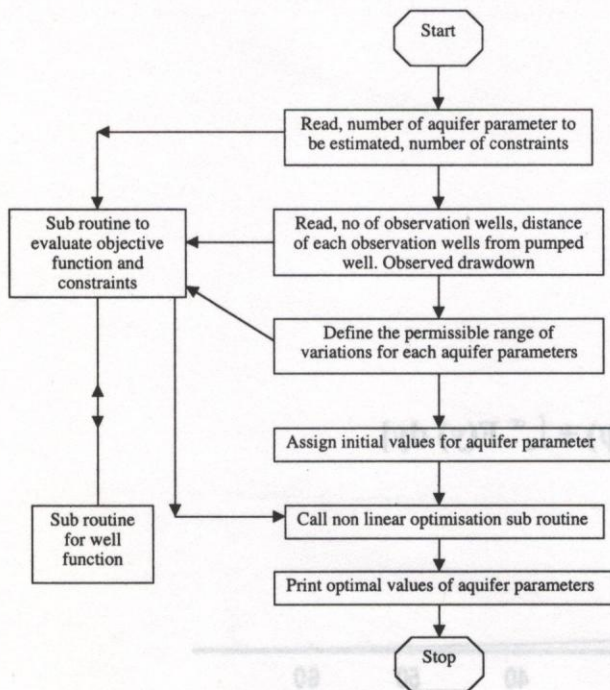 Start
Read, number of aquifer parameter to
be estimated, number of constraints
Sub routine to
evaluate objective
function and
constraints
Read, no of observation wells, distance
of each observation wells from pumped
well. Observed drawdown
Define the permissible range of
variations for each aquifer parameters
Assign initial values for aquifer parameter
Sub routine
for well
function
Call non linear optimisation sub routine
Print optimal values of aquifer parameters
Stop
40
50
60